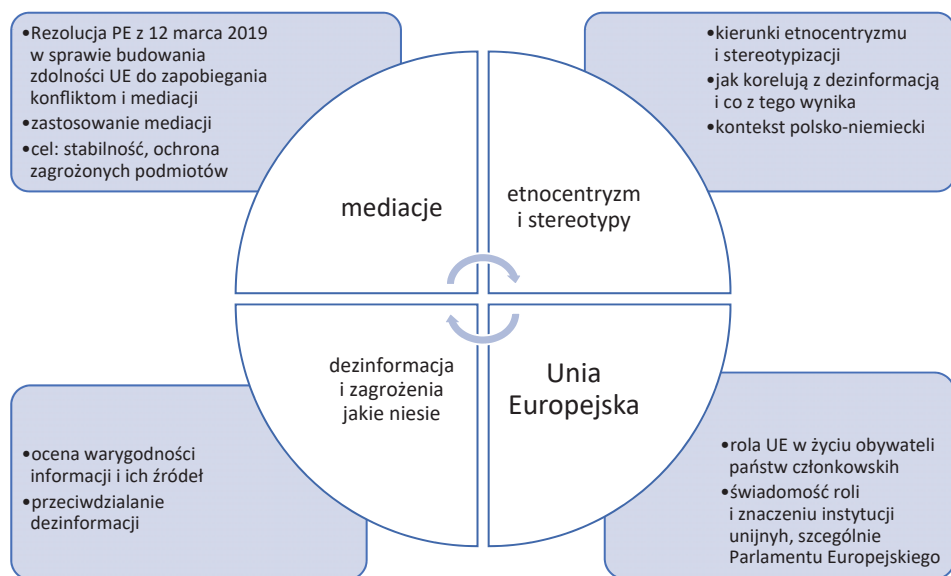 •Rezolucja PE z 12 marca 2019
w sprawie budowania
zdolności UE do zapobiegania
konfliktom i mediacji
•zastosowanie mediacji
•cel: stabilność, ochrona
zagrożonych podmiotów
•kierunki etnocentryzmu
i stereotypizacji
•jak korelują z dezinformacją
i co z tego wynika
•kontekst polsko-niemiecki
mediacje
etnocentryzm
i stereotypy
dezinformacja
i zagrożenia
jakie niesie
Unia
Europejska
•ocena warygodności
informacji i ich źródeł
•przeciwdzialanie
dezinformacji
•rola UE w życiu obywateli
państw członkowskih
•świadomość roli
i znaczeniu instytucji
unijnyh, szcególnie
Parlamentu Europejskiego